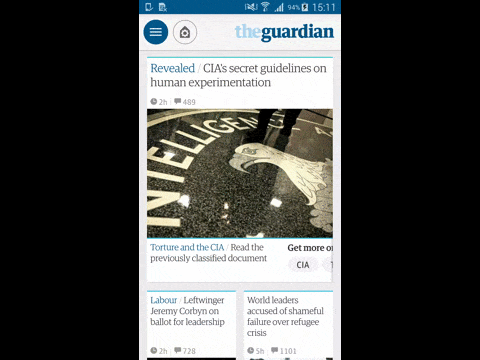 94% 15:11
theguardian
Revealed / CIA's secret guidelines on
human experimentation
2h 489
INTELLIGENCE
Torture and the CIA / Read the
previously classified document
Get more on
CIA
Labour / Leftwinger
Jeremy Corbyn on
ballot for leadership
2h 728
World leaders
accused of shameful
failure over refugee
crisis
5h 1101